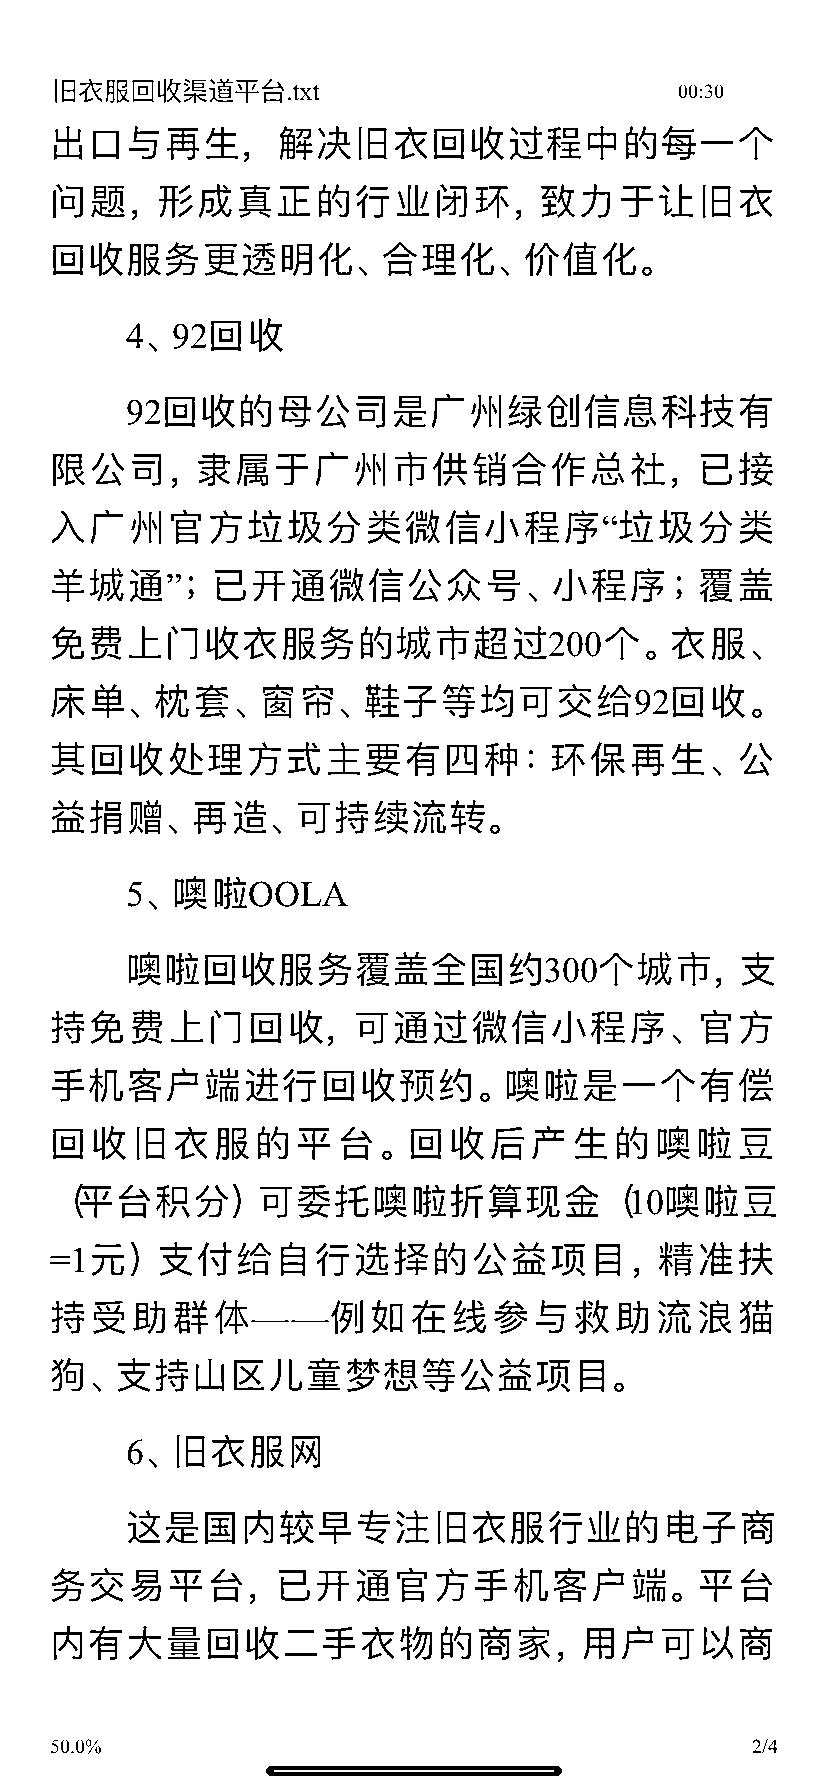 旧衣服回收渠道平台.txt
00:30
出口与再生，解决旧衣回收过程中的每一个
问题，形成真正的行业闭环，致力于让旧衣
回收服务更透明化、合理化、价值化。
4、92回收
92回收的母公司是广州绿创信息科技有
限公司，隶属于广州市供销合作总社，已接
入广州官方垃圾分类微信小程序“垃圾分类
羊城通”；已开通微信公众号、小程序；覆盖
免费上门收衣服务的城市超过200个。衣服、
床单、枕套、窗帘、鞋子等均可交给92回收。
其回收处理方式主要有四种：环保再生、公
益捐赠、再造、可持续流转。
5、噢啦OOLA
噢啦回收服务覆盖全国约300个城市，支
持免费上门回收，可通过微信小程序、官方
手机客户端进行回收预约。噢啦是一个有偿
回收旧衣服的平台。回收后产生的噢啦豆
（平台积分）可委托噢啦折算现金（10噢啦豆
=1元）支付给自行选择的公益项目，精准扶
持受助群体——例如在线参与救助流浪猫
狗、支持山区儿童梦想等公益项目。
6、旧衣服网
这是国内较早专注旧衣服行业的电子商
务交易平台，已开通官方手机客户端。平台
内有大量回收二手衣物的商家，用户可以商
50.0%
2/4